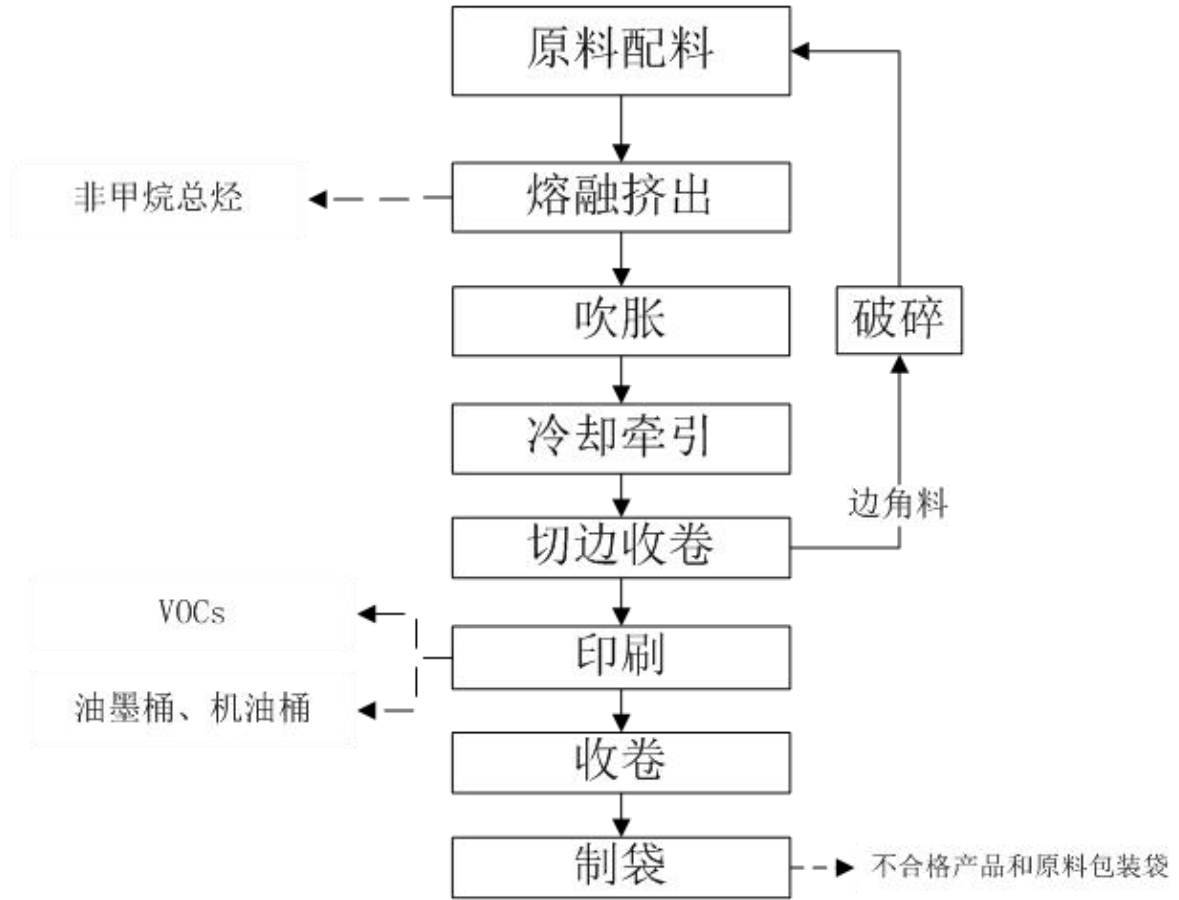 原料配料
非甲烷总烃
熔融挤出
吹胀
破碎
冷却牵引
边角料
切边收卷
VOCs
印刷
油墨桶、机油桶
收卷
制袋
不合格产品和原料包装袋